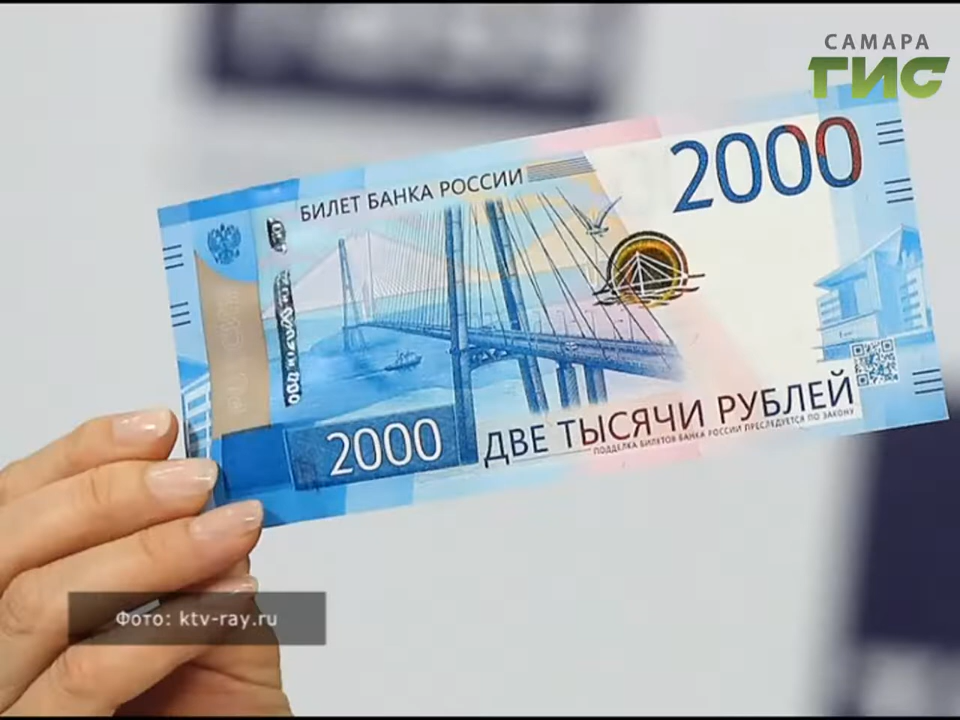 САМАРА
ГИС
БИЛЕТ БАНКА РОССИИ
2000
2000
ДВЕ ТЫСЯЧИ РУБЛЕЙ
ПОДДЕЛКА БИЛЕТОВ БАНКА РОССИИ ПРЕСЛЕДУЕТСЯ ПО ЗАКОНУ
Фото: ktv-ray.ru